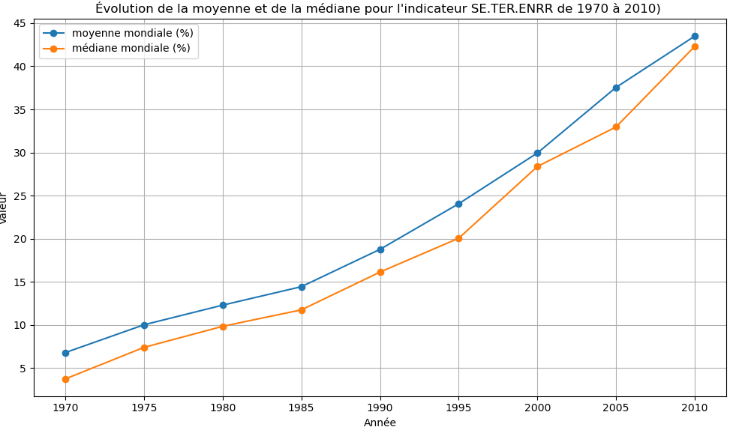 Évolution de la moyenne et de la médiane pour l'indicateur SE.TER.ENRR de 1970 à 2010)
moyenne mondiale (%)
médiane mondiale (%)
45
40
35
30
25
20
15
10
5
Valeur
1970 1975 1980 1985 1990 1995 2000 2005 2010
Année